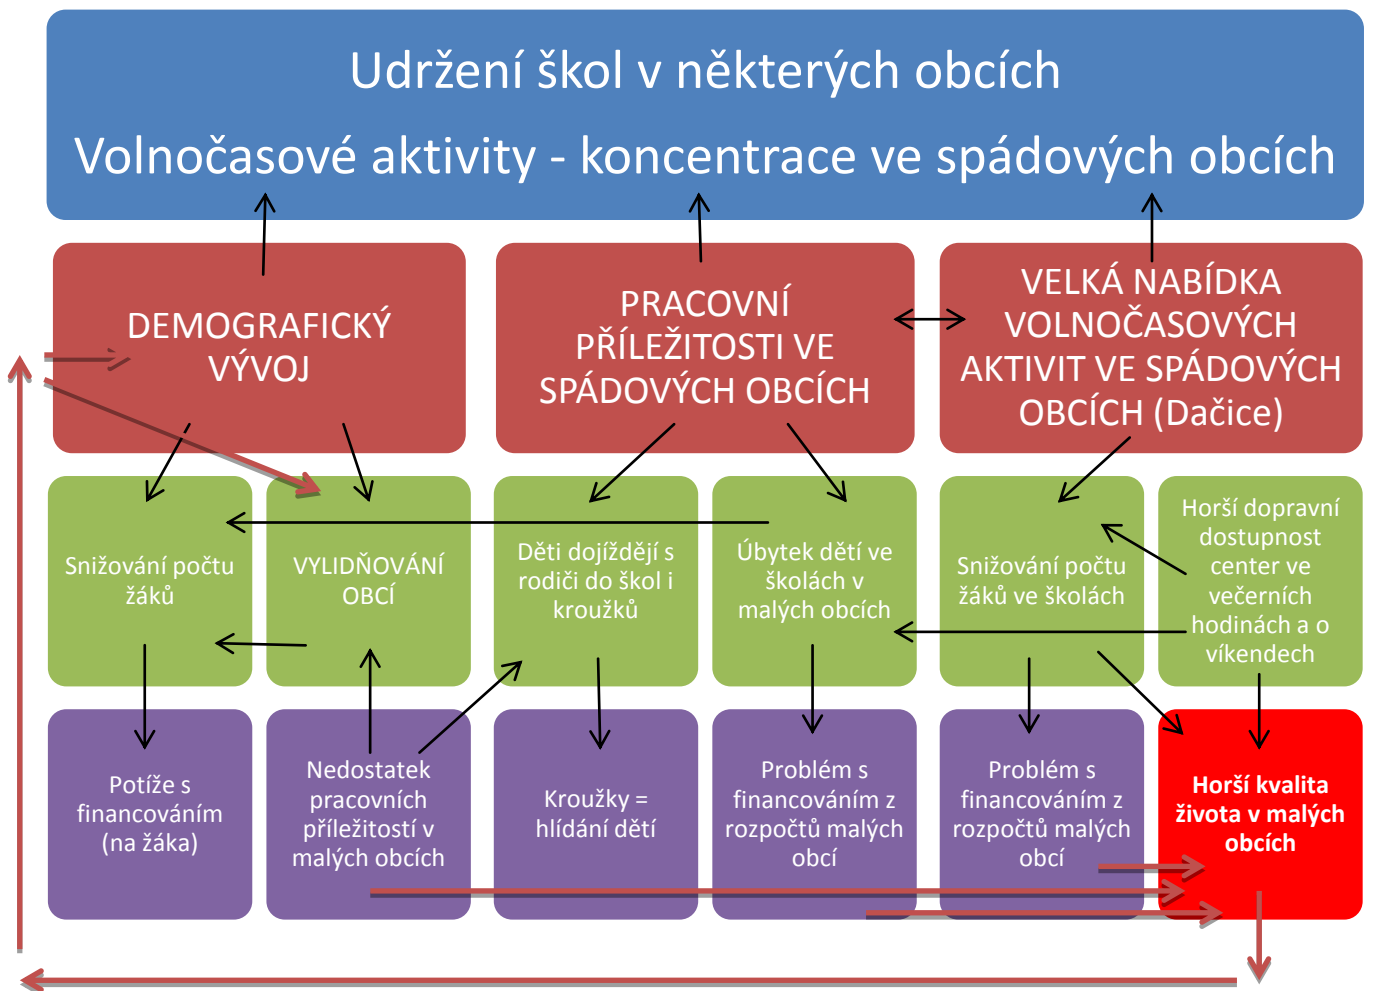 Udržení škol v některých obcích
Volnočasové aktivity - koncentrace ve spádových obcích
DEMOGRAFICKÝ
VÝVOJ
PRACOVNÍ
PŘÍLEŽITOSTI VE
SPÁDOVÝCH OBCÍCH
VELKÁ NABÍDKA
VOLNOČASOVÝCH
AKTIVIT VE SPÁDOVÝCH
OBCÍCH (Dačice)
Snižování počtu
žáků
VYLIDŇOVÁNÍ
OBCÍ
Děti dojíždějí s
rodiči do škol i
kroužků
Úbytek dětí ve
školách v
malých obcích
Snižování počtu
žáků ve školách
Horší dopravní
dostupnost
center ve
večerních
hodinách a o
víkendech
Potíže s
financováním
(na žáka)
Nedostatek
pracovních
příležitostí v
malých obcích
Kroužky =
hlídání dětí
Problém s
financováním z
rozpočtů malých
obcí
Problém s
financováním z
rozpočtů malých
obcí
Horší kvalita
života v malých
obcích